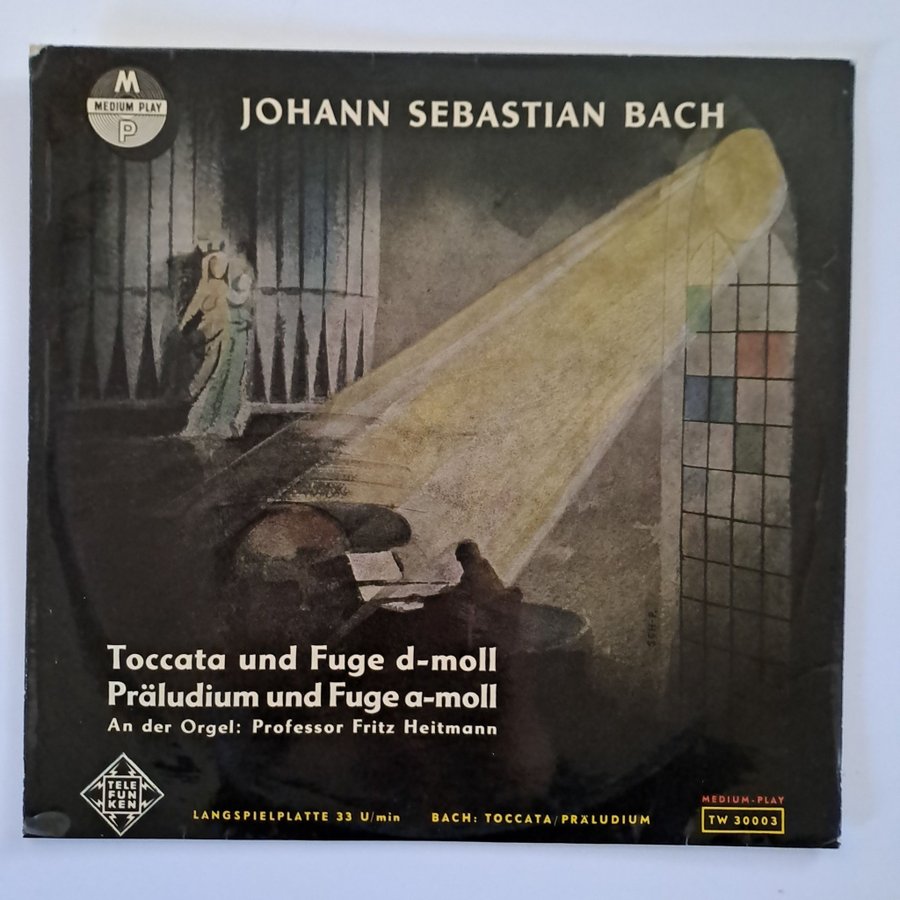 M
MEDIUM PLAY
P
JOHANN SEBASTIAN BACH
SCH-P.
Toccata und Fuge d-moll
Präludium und Fuge a-moll
An der Orgel: Professor Fritz Heitmann
TELE
FUN
KEN
LANGSPIELPLATTE 33 U/min BACH: TOCCATA/PRÄLUDIUM
MEDIUM-PLAY
TW 30003